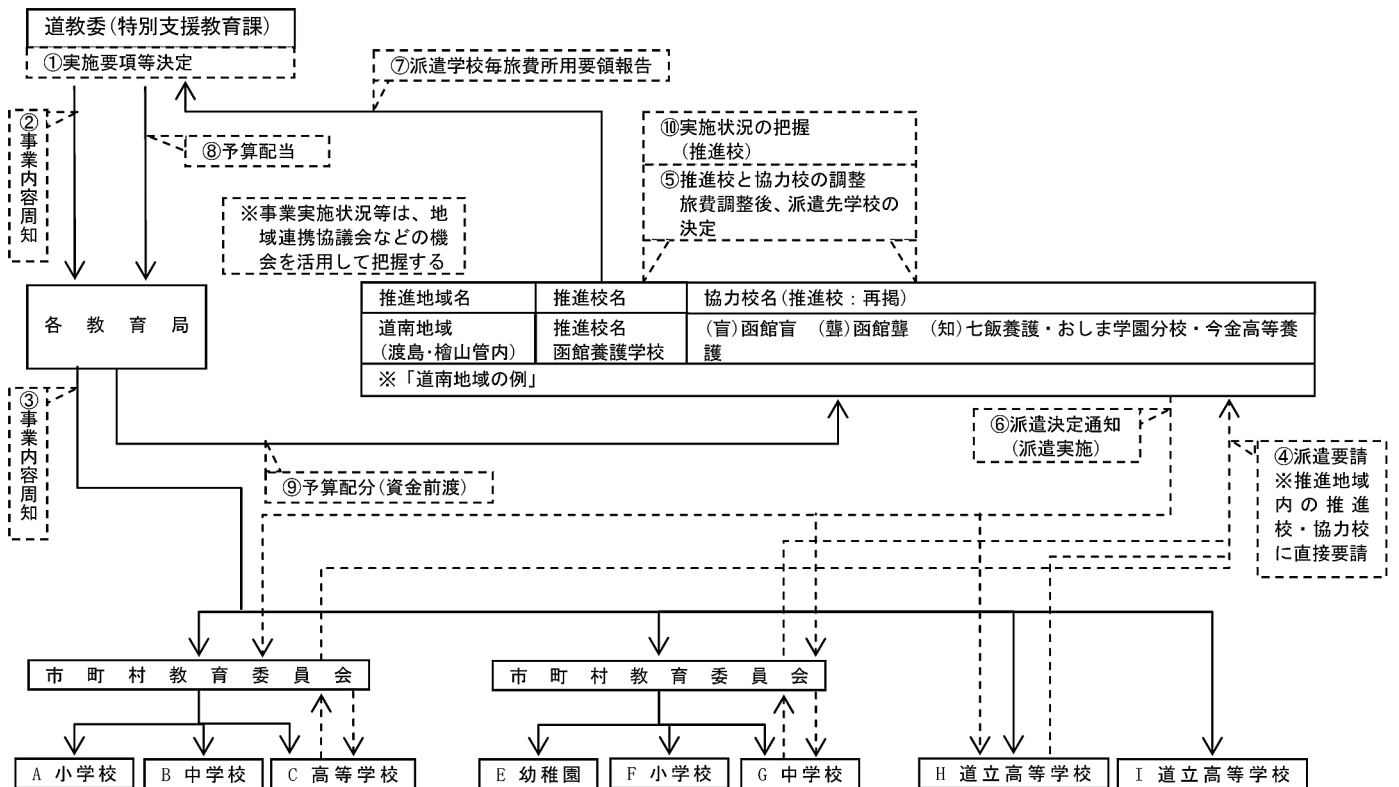 道教委(特別支援教育課)
①実施要項等決定
⑦派遣学校毎旅費所用要領報告
②事業内容周知
⑧予算配当
⑩実施状況の把握
(推進校)
⑤推進校と協力校の調整
旅費調整後、派遣先学校の
決定
※事業実施状況等は、地
域連携協議会などの機
会を活用して把握する
各教育局
推進地域名 推進校名 協力校名(推進校:再掲)
道南地域
(渡島・檜山管内)
推進校名
函館養護学校
(盲)函館盲 (聾)函館聾 (知)七飯養護・おしま学園分校・今金高等養
護
※「道南地域の例」
③事業内容周知
⑥派遣決定通知
(派遣実施)
④派遣要請
※推進地域
内の推進
校・協力校
に直接要請
⑨予算配分(資金前渡)
市町村教育委員会
市町村教育委員会
A 小学校
B 中学校
C 高等学校
E 幼稚園
F 小学校
G 中学校
H 道立高等学校
I 道立高等学校